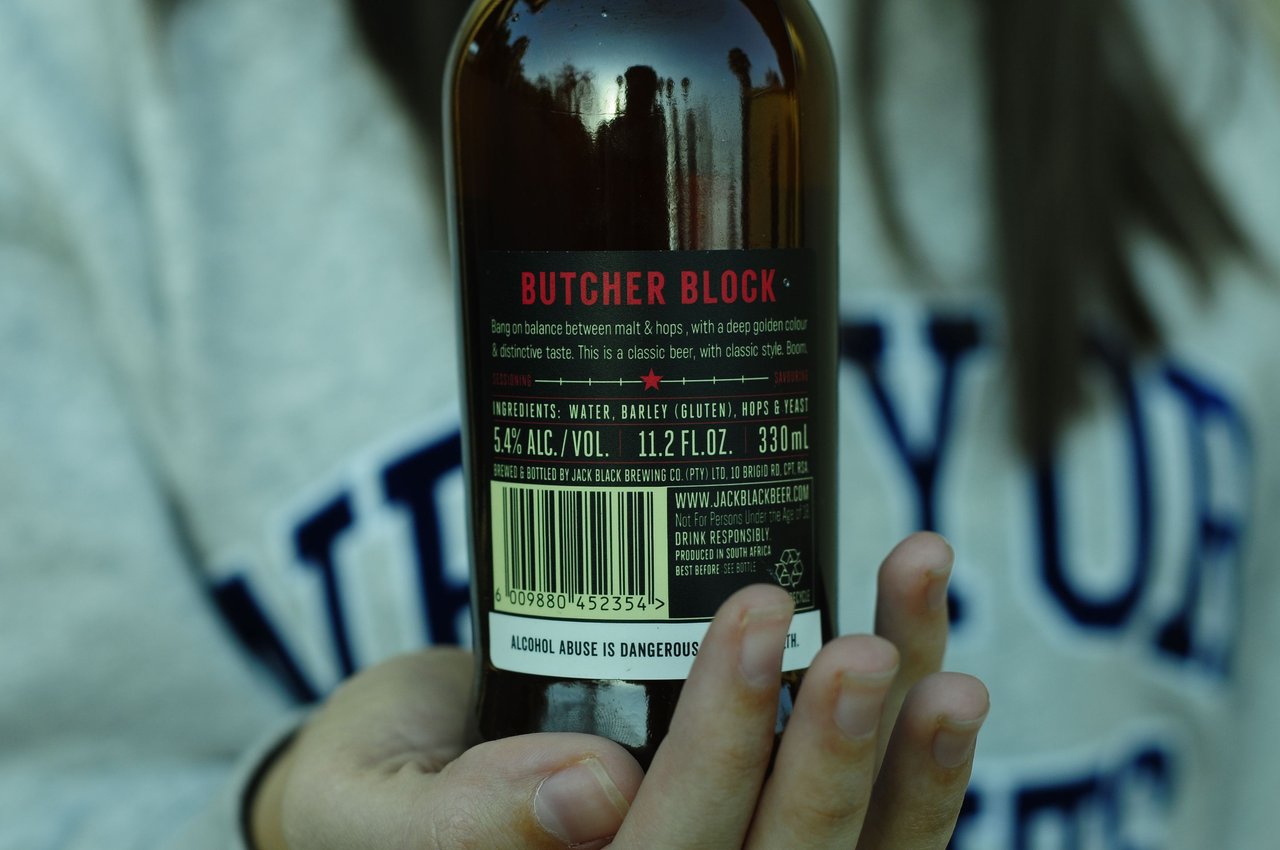 BUTCHER BLOCK
Bang on balance between malt & hops , with a deep golden colour
& distinctive taste. This is a classic beer, with classic style. Boom.
SESSIONING SAVOURING
INGREDIENTS: WATER, BARLEY (GLUTEN), HOPS & YEAST
5.4% ALC. / VOL. 11.2 FL.OZ. 330 mL
BREWED & BOTTLED BY JACK BLACK BREWING CO. (PTY) LTD, 10 BRIGID RD, CPT, RSA
WWW.JACKBLACKBEER.COM
Not For Persons Under the Age of 18.
DRINK RESPONSIBLY.
PRODUCED IN SOUTH AFRICA
BEST BEFORE SEE BOTTLE
RECYCLE
6 009880 452354 >
ALCOHOL ABUSE IS DANGEROUS